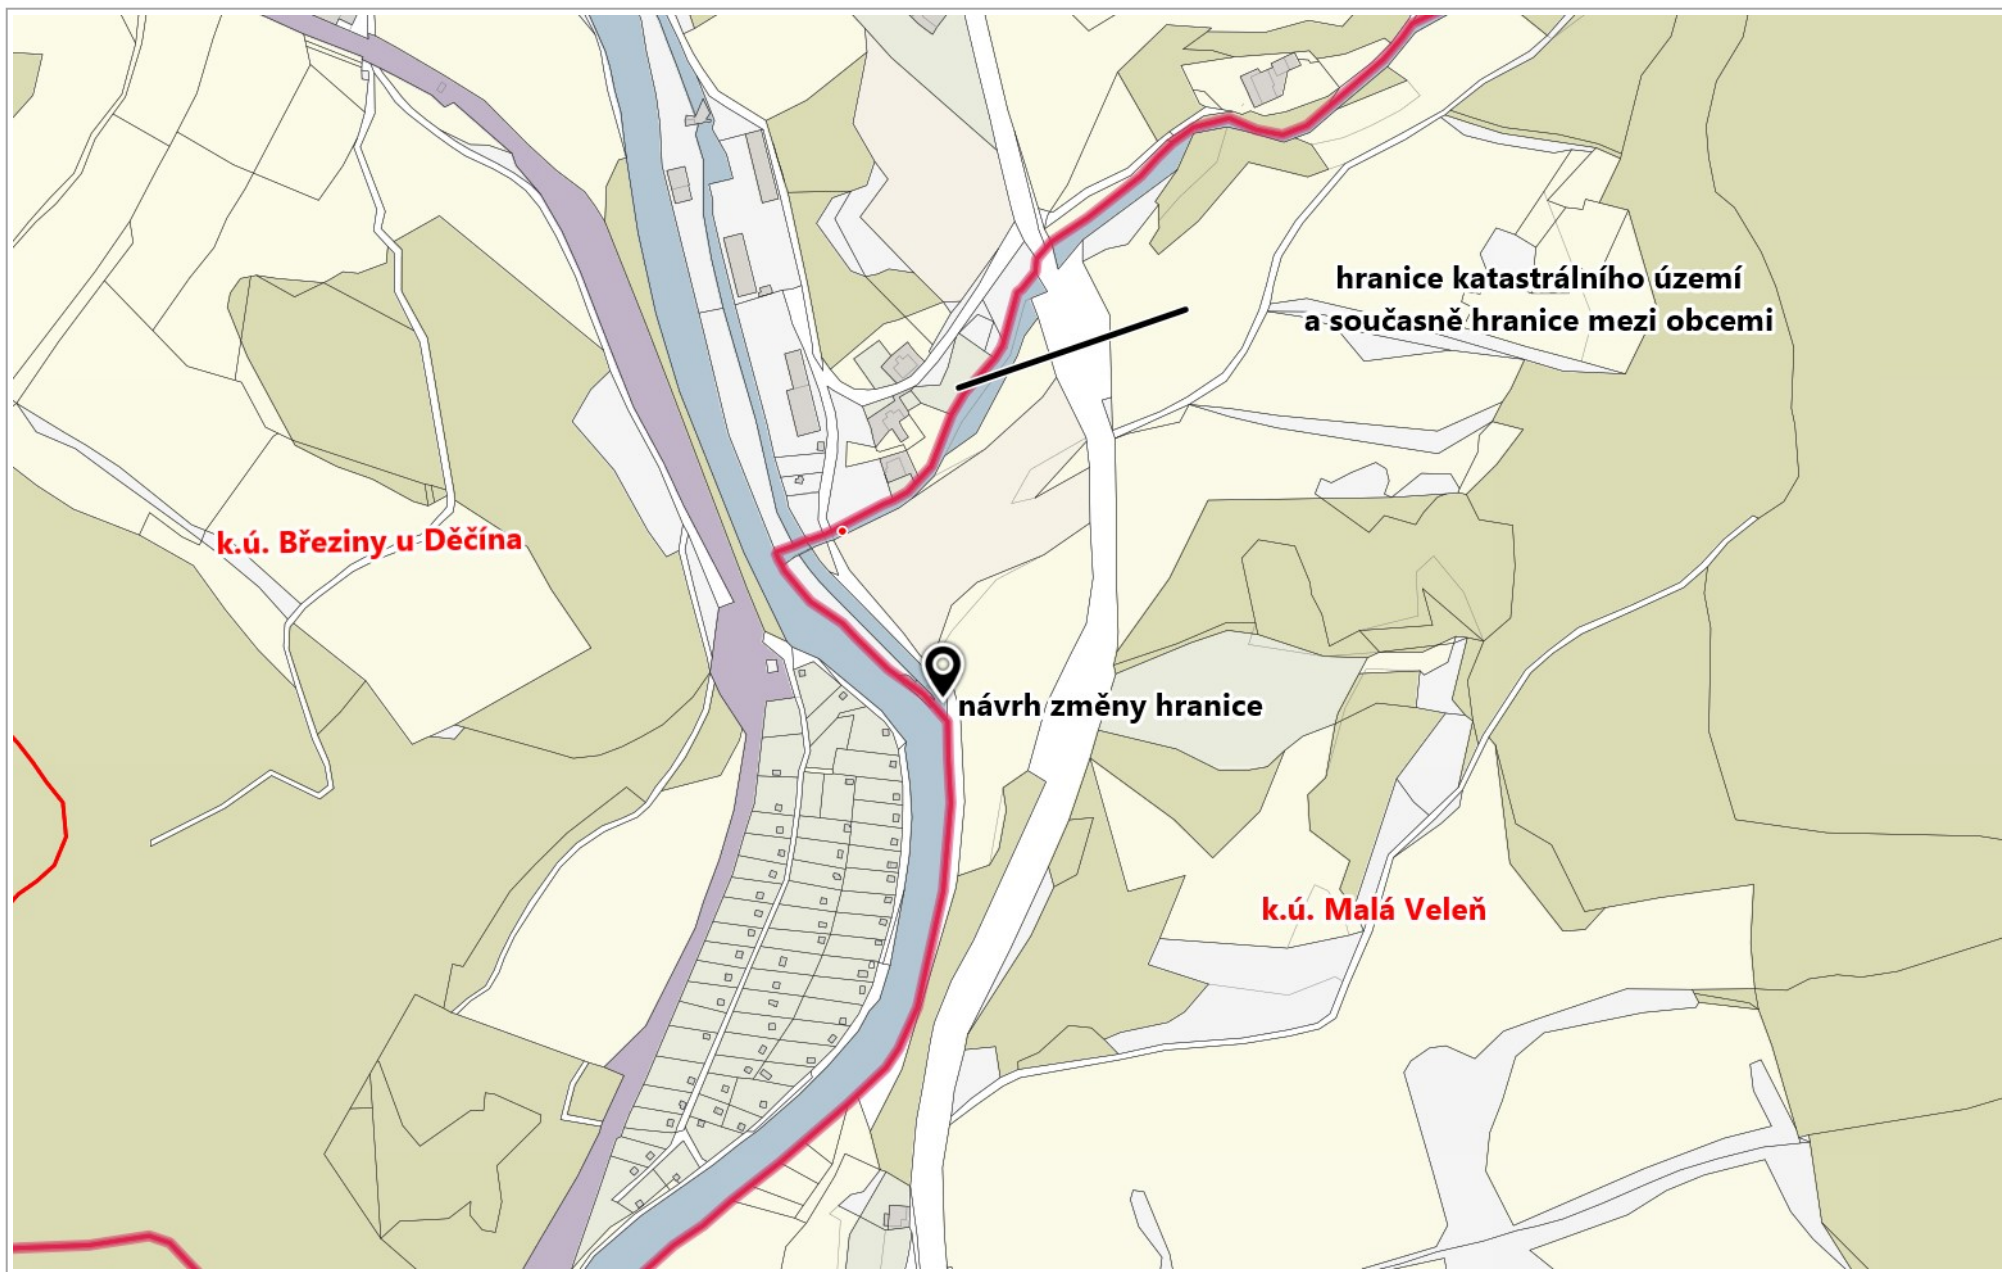 hranice katastrálního území
a současně hranice mezi obcemi
k.ú. Březiny u Děčína
návrh změny hranice
k.ú. Malá Veleň